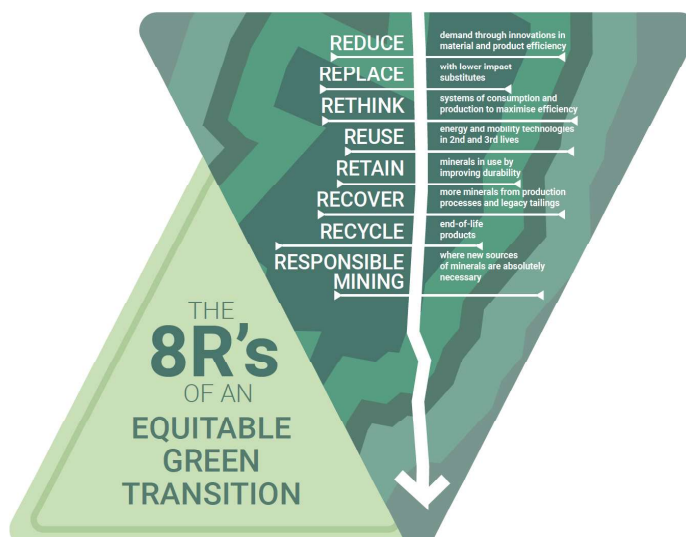 REDUCE
demand through innovations in
material and product efficiency
REPLACE
with lower impact
substitutes
RETHINK
systems of consumption and
production to maximise efficiency
REUSE
energy and mobility technologies
in 2nd and 3rd lives
RETAIN
minerals in use by
improving durability
RECOVER
more minerals from production
processes and legacy tailings
RECYCLE
end-of-life
products
RESPONSIBLE
MINING
where new sources
of minerals are absolutely
necessary
THE
8R's
OF AN
EQUITABLE
GREEN
TRANSITION